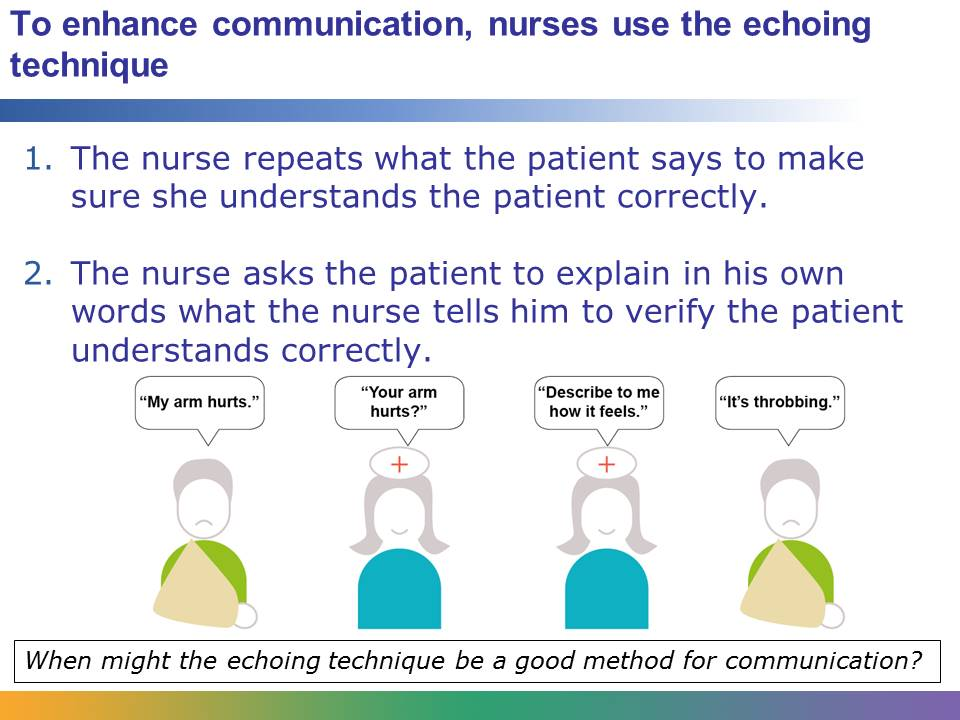 To enhance communication, nurses use the echoing
technique
1. The nurse repeats what the patient says to make
sure she understands the patient correctly.
2. The nurse asks the patient to explain in his own
words what the nurse tells him to verify the patient
understands correctly.
“My arm hurts.”
“Your arm
hurts?”
“Describe to me
how it feels.”
“It’s throbbing.”
When might the echoing technique be a good method for communication?